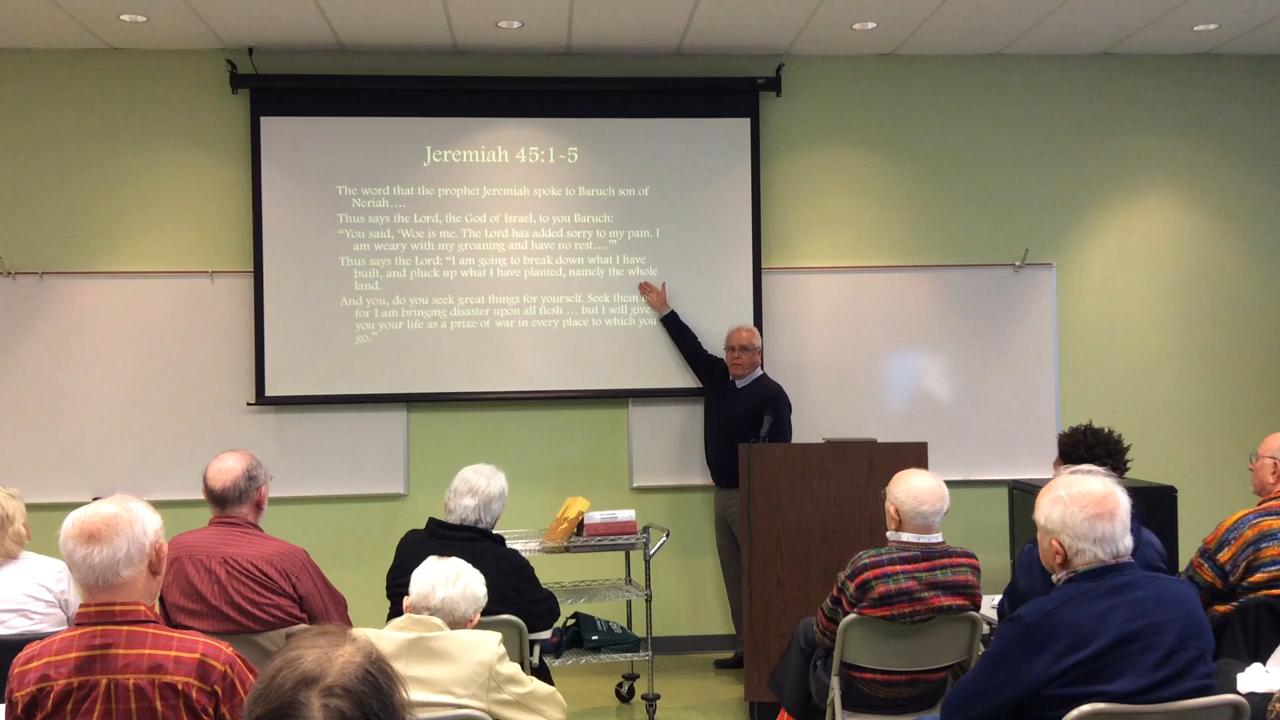 Jeremiah 45:1-5
The word that the prophet Jeremiah spoke to Baruch son of
Neriah….
Thus says the Lord, the God of Israel, to you Baruch:
“You said, ‘Woe is me. The Lord has added sorry to my pain. I
am weary with my groaning and have no rest….’”
Thus says the Lord: “I am going to break down what I have
built, and pluck up what I have planted, namely the whole
land.
And you, do you seek great things for yourself. Seek them
for I am bringing disaster upon all flesh … but I will give
you your life as a prize of war in every place to which you
go.”